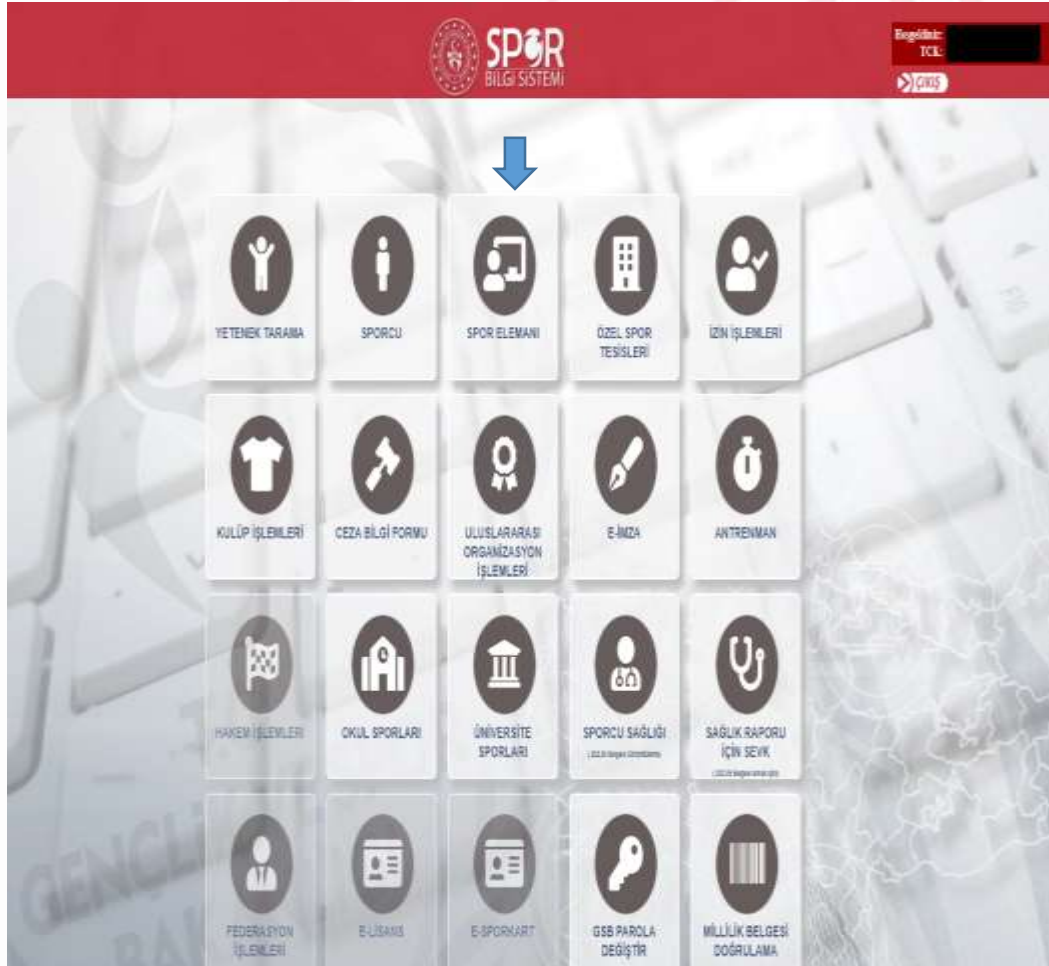 SPOR
BİLGİ SİSTEMİ
Hoşgeldiniz:
TCK:
ÇIKIŞ
YETENEK TARAMA
SPORCU
SPOR ELEMANI
ÖZEL SPOR
TESİSLERİ
İZİN İŞLEMLERİ
KULÜP İŞLEMLERİ
CEZA BİLGİ FORMU
ULUSLARARASI
ORGANİZASYON
İŞLEMLERİ
E-İMZA
ANTRENMAN
HAKEM İŞLEMLERİ
OKUL SPORLARI
ÜNİVERSİTE
SPORLARI
SPORCU SAĞLIĞI
SAĞLIK RAPORU
İÇİN SEVK
FEDERASYON
İŞLEMLERİ
E-LİSANS
E-SPORKART
GSB PAROLA
DEĞİŞTİR
MİLLİLİK BELGESİ
DOĞRULAMA